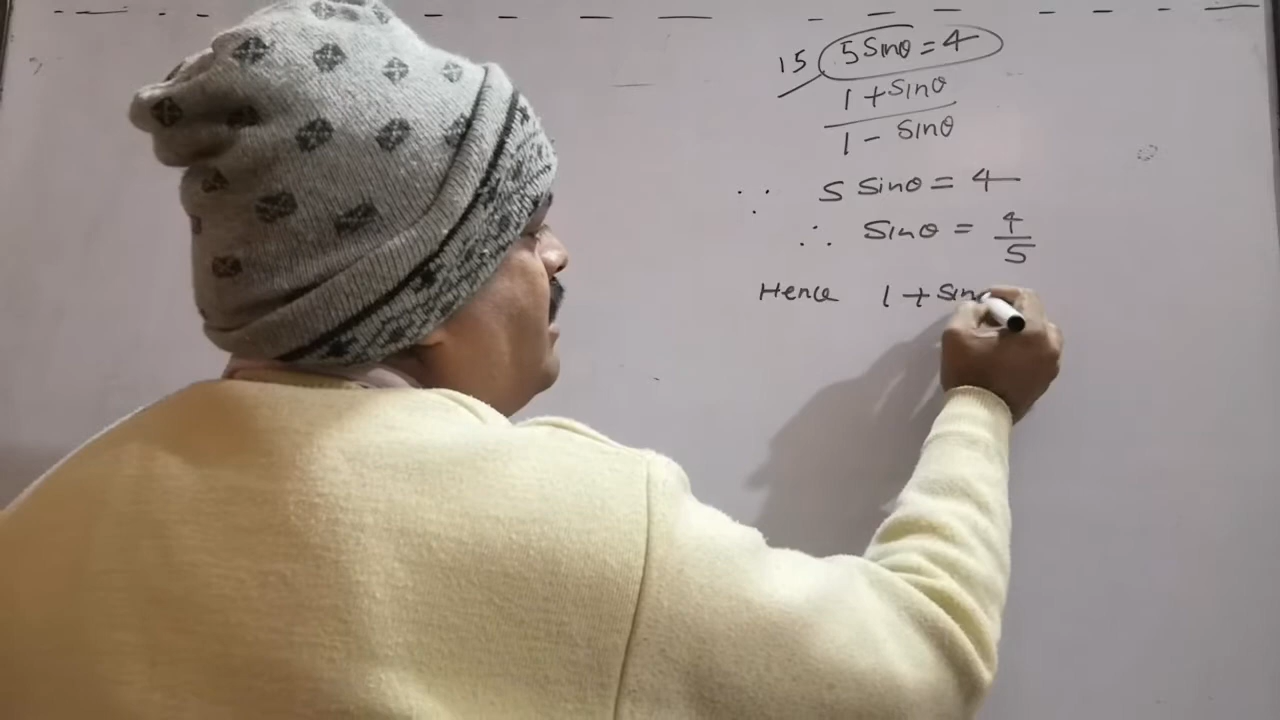 15 5 sinθ = 4
1 + sinθ
1 - sinθ
∵ 5 sinθ = 4
∴ sinθ = 4/5
Hence 1 + sin